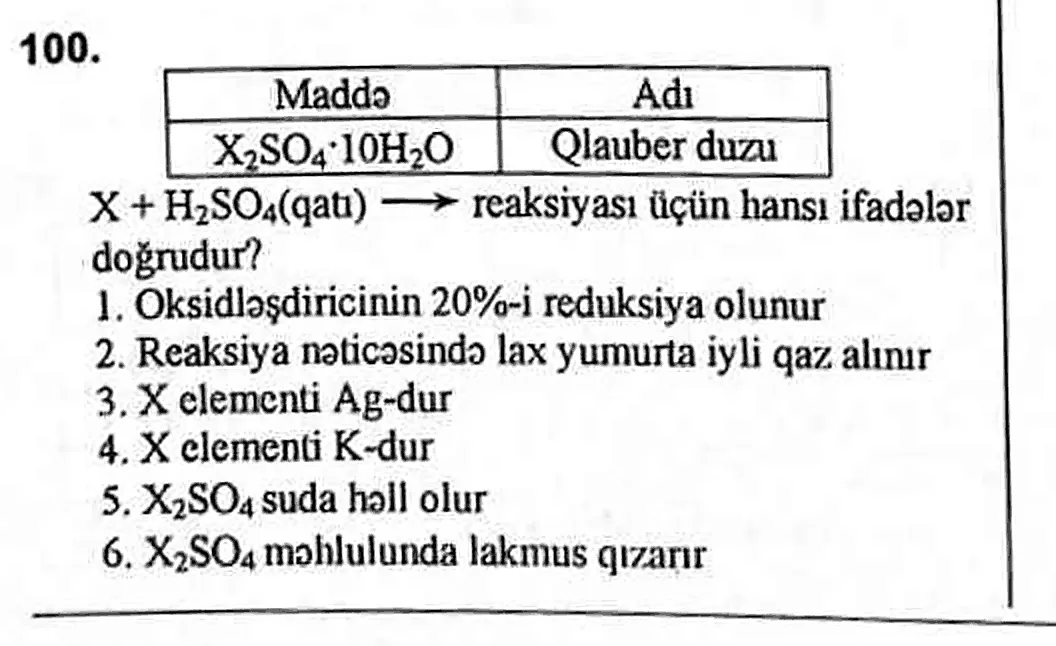 100.
Maddə Adı
X₂SO₄·10H₂O Qlauber duzu
X + H₂SO₄(qatı) ⟶ reaksiyası üçün hansı ifadələr
doğrudur?
1. Oksidləşdiricinin 20%-i reduksiya olunur
2. Reaksiya nəticəsində lax yumurta iyli qaz alınır
3. X elementi Ag-dur
4. X elementi K-dur
5. X₂SO₄ suda həll olur
6. X₂SO₄ məhlulunda lakmus qızarır